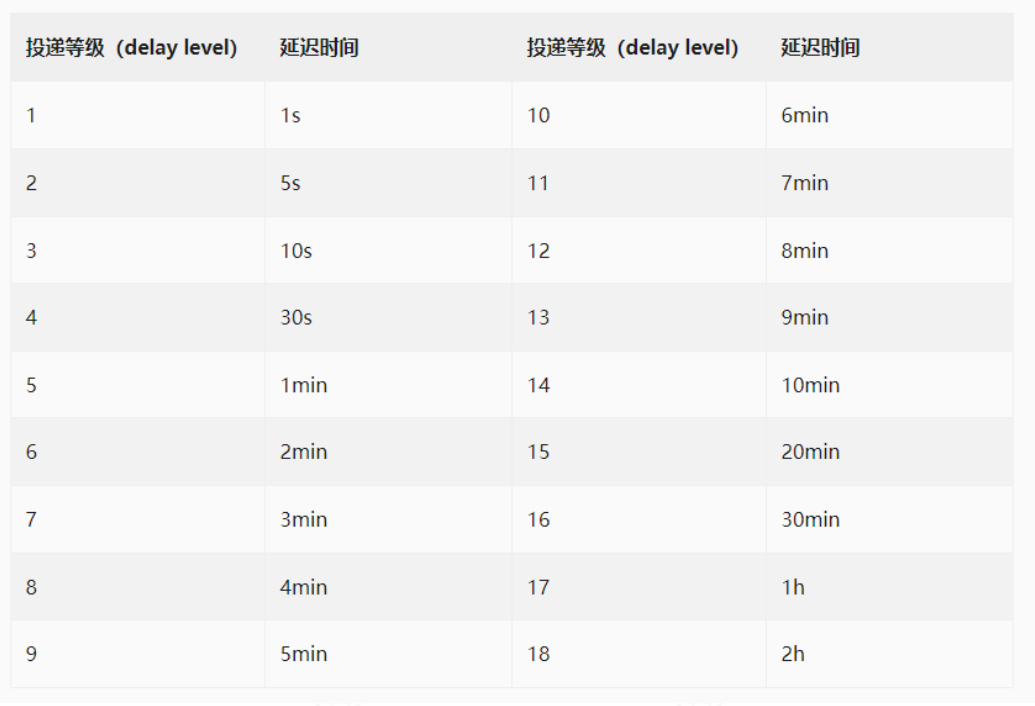 投递等级（delay level） 延迟时间 投递等级（delay level） 延迟时间
1 1s 10 6min
2 5s 11 7min
3 10s 12 8min
4 30s 13 9min
5 1min 14 10min
6 2min 15 20min
7 3min 16 30min
8 4min 17 1h
9 5min 18 2h